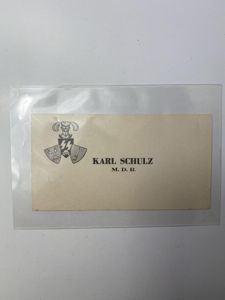 KARL SCHULZ
M. D. R.